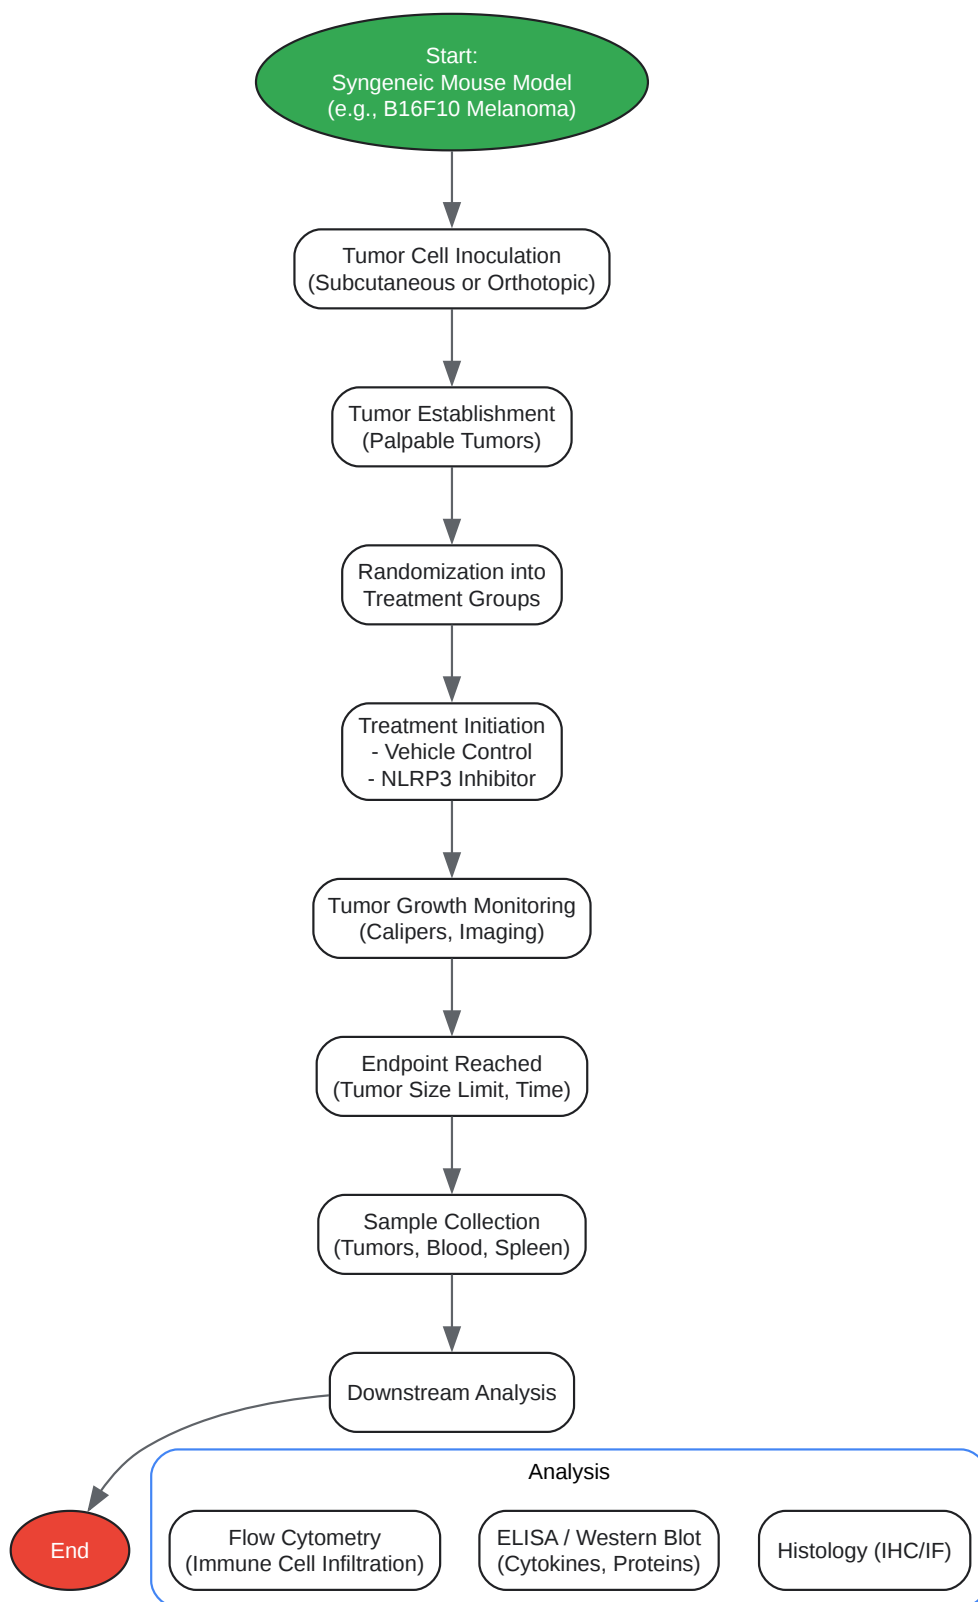 Start:
Syngeneic Mouse Model
(e.g., B16F10 Melanoma)
Tumor Cell Inoculation
(Subcutaneous or Orthotopic)
Tumor Establishment
(Palpable Tumors)
Randomization into
Treatment Groups
Treatment Initiation
- Vehicle Control
- NLRP3 Inhibitor
Tumor Growth Monitoring
(Calipers, Imaging)
Endpoint Reached
(Tumor Size Limit, Time)
Sample Collection
(Tumors, Blood, Spleen)
Downstream Analysis
End
Analysis
Flow Cytometry
(Immune Cell Infiltration)
ELISA / Western Blot
(Cytokines, Proteins)
Histology (IHC/IF)